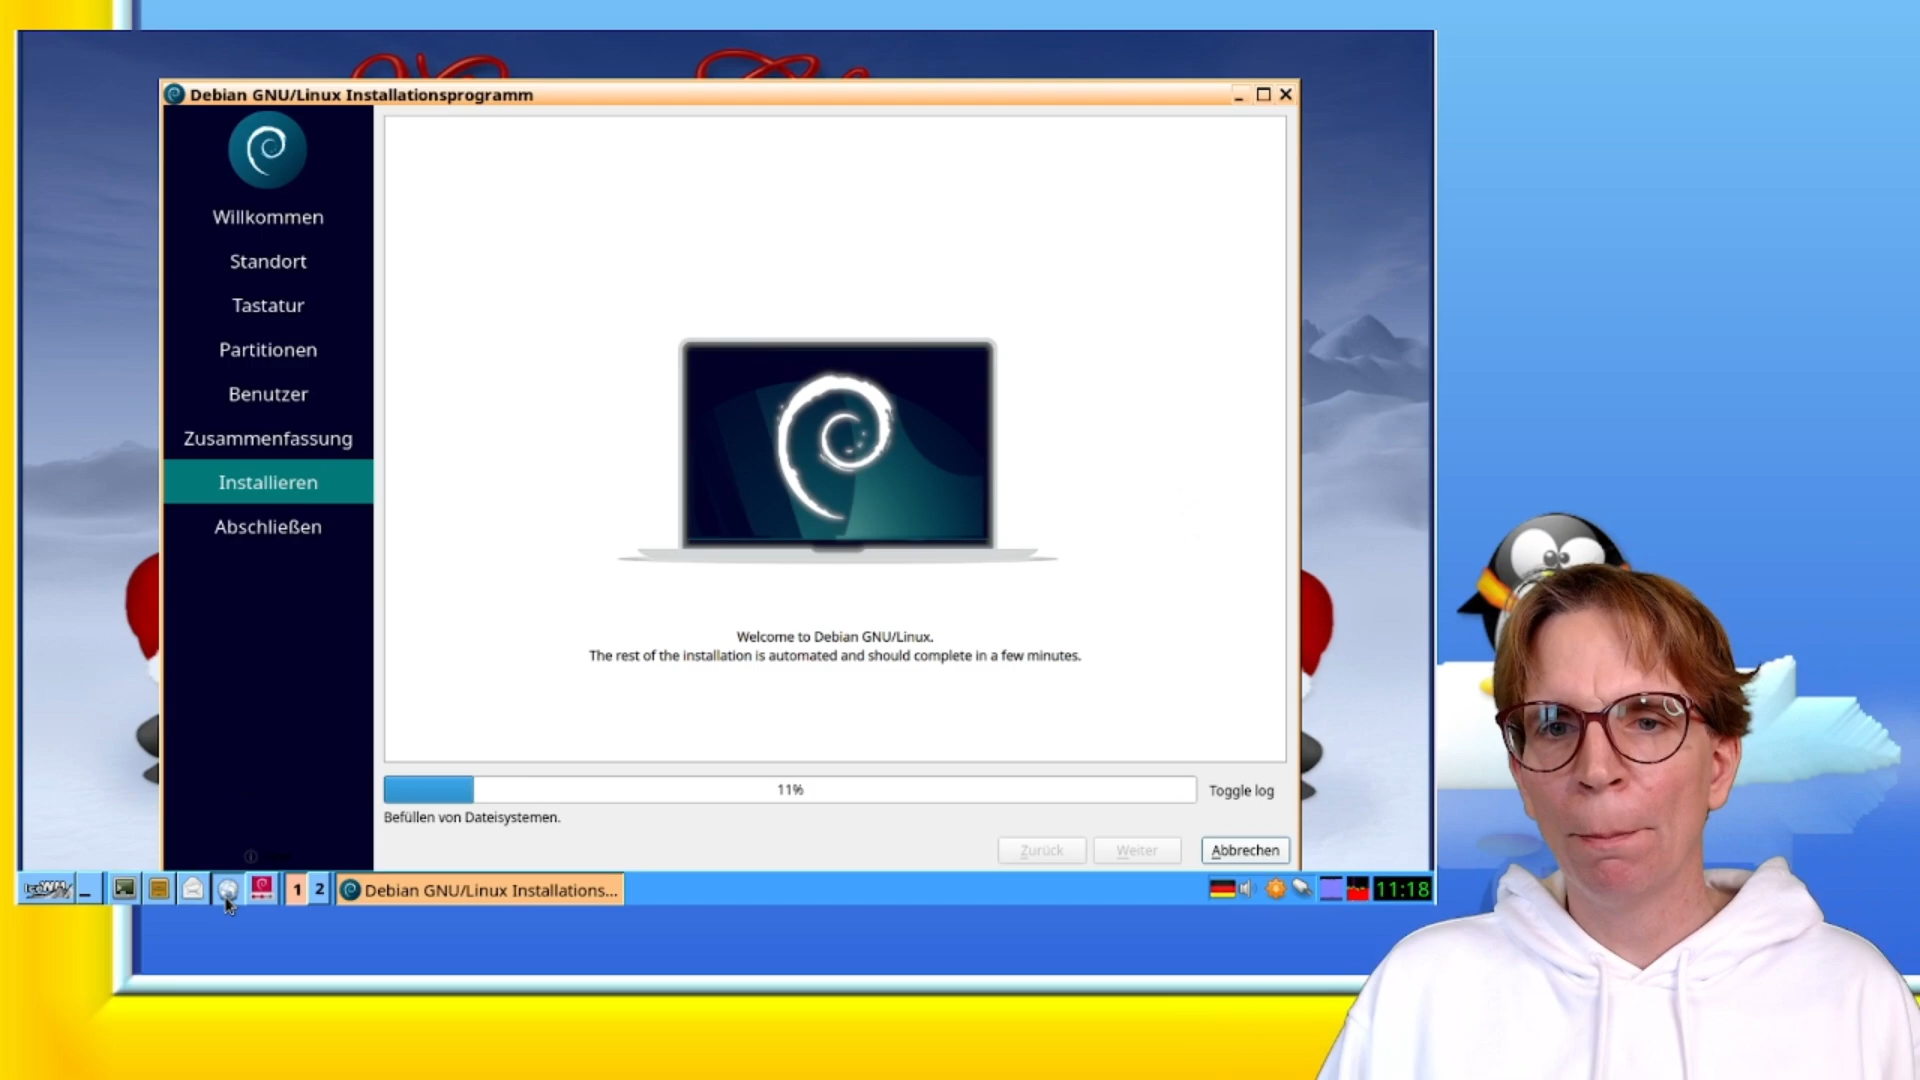 Debian GNU/Linux Installationsprogramm
Willkommen
Standort
Tastatur
Partitionen
Benutzer
Zusammenfassung
Installieren
Abschließen
Welcome to Debian GNU/Linux.
The rest of the installation is automated and should complete in a few minutes.
11%
Toggle log
Befüllen von Dateisystemen.
Zurück
Weiter
Abbrechen
IceWM
1
2
Debian GNU/Linux Installations...
11:18